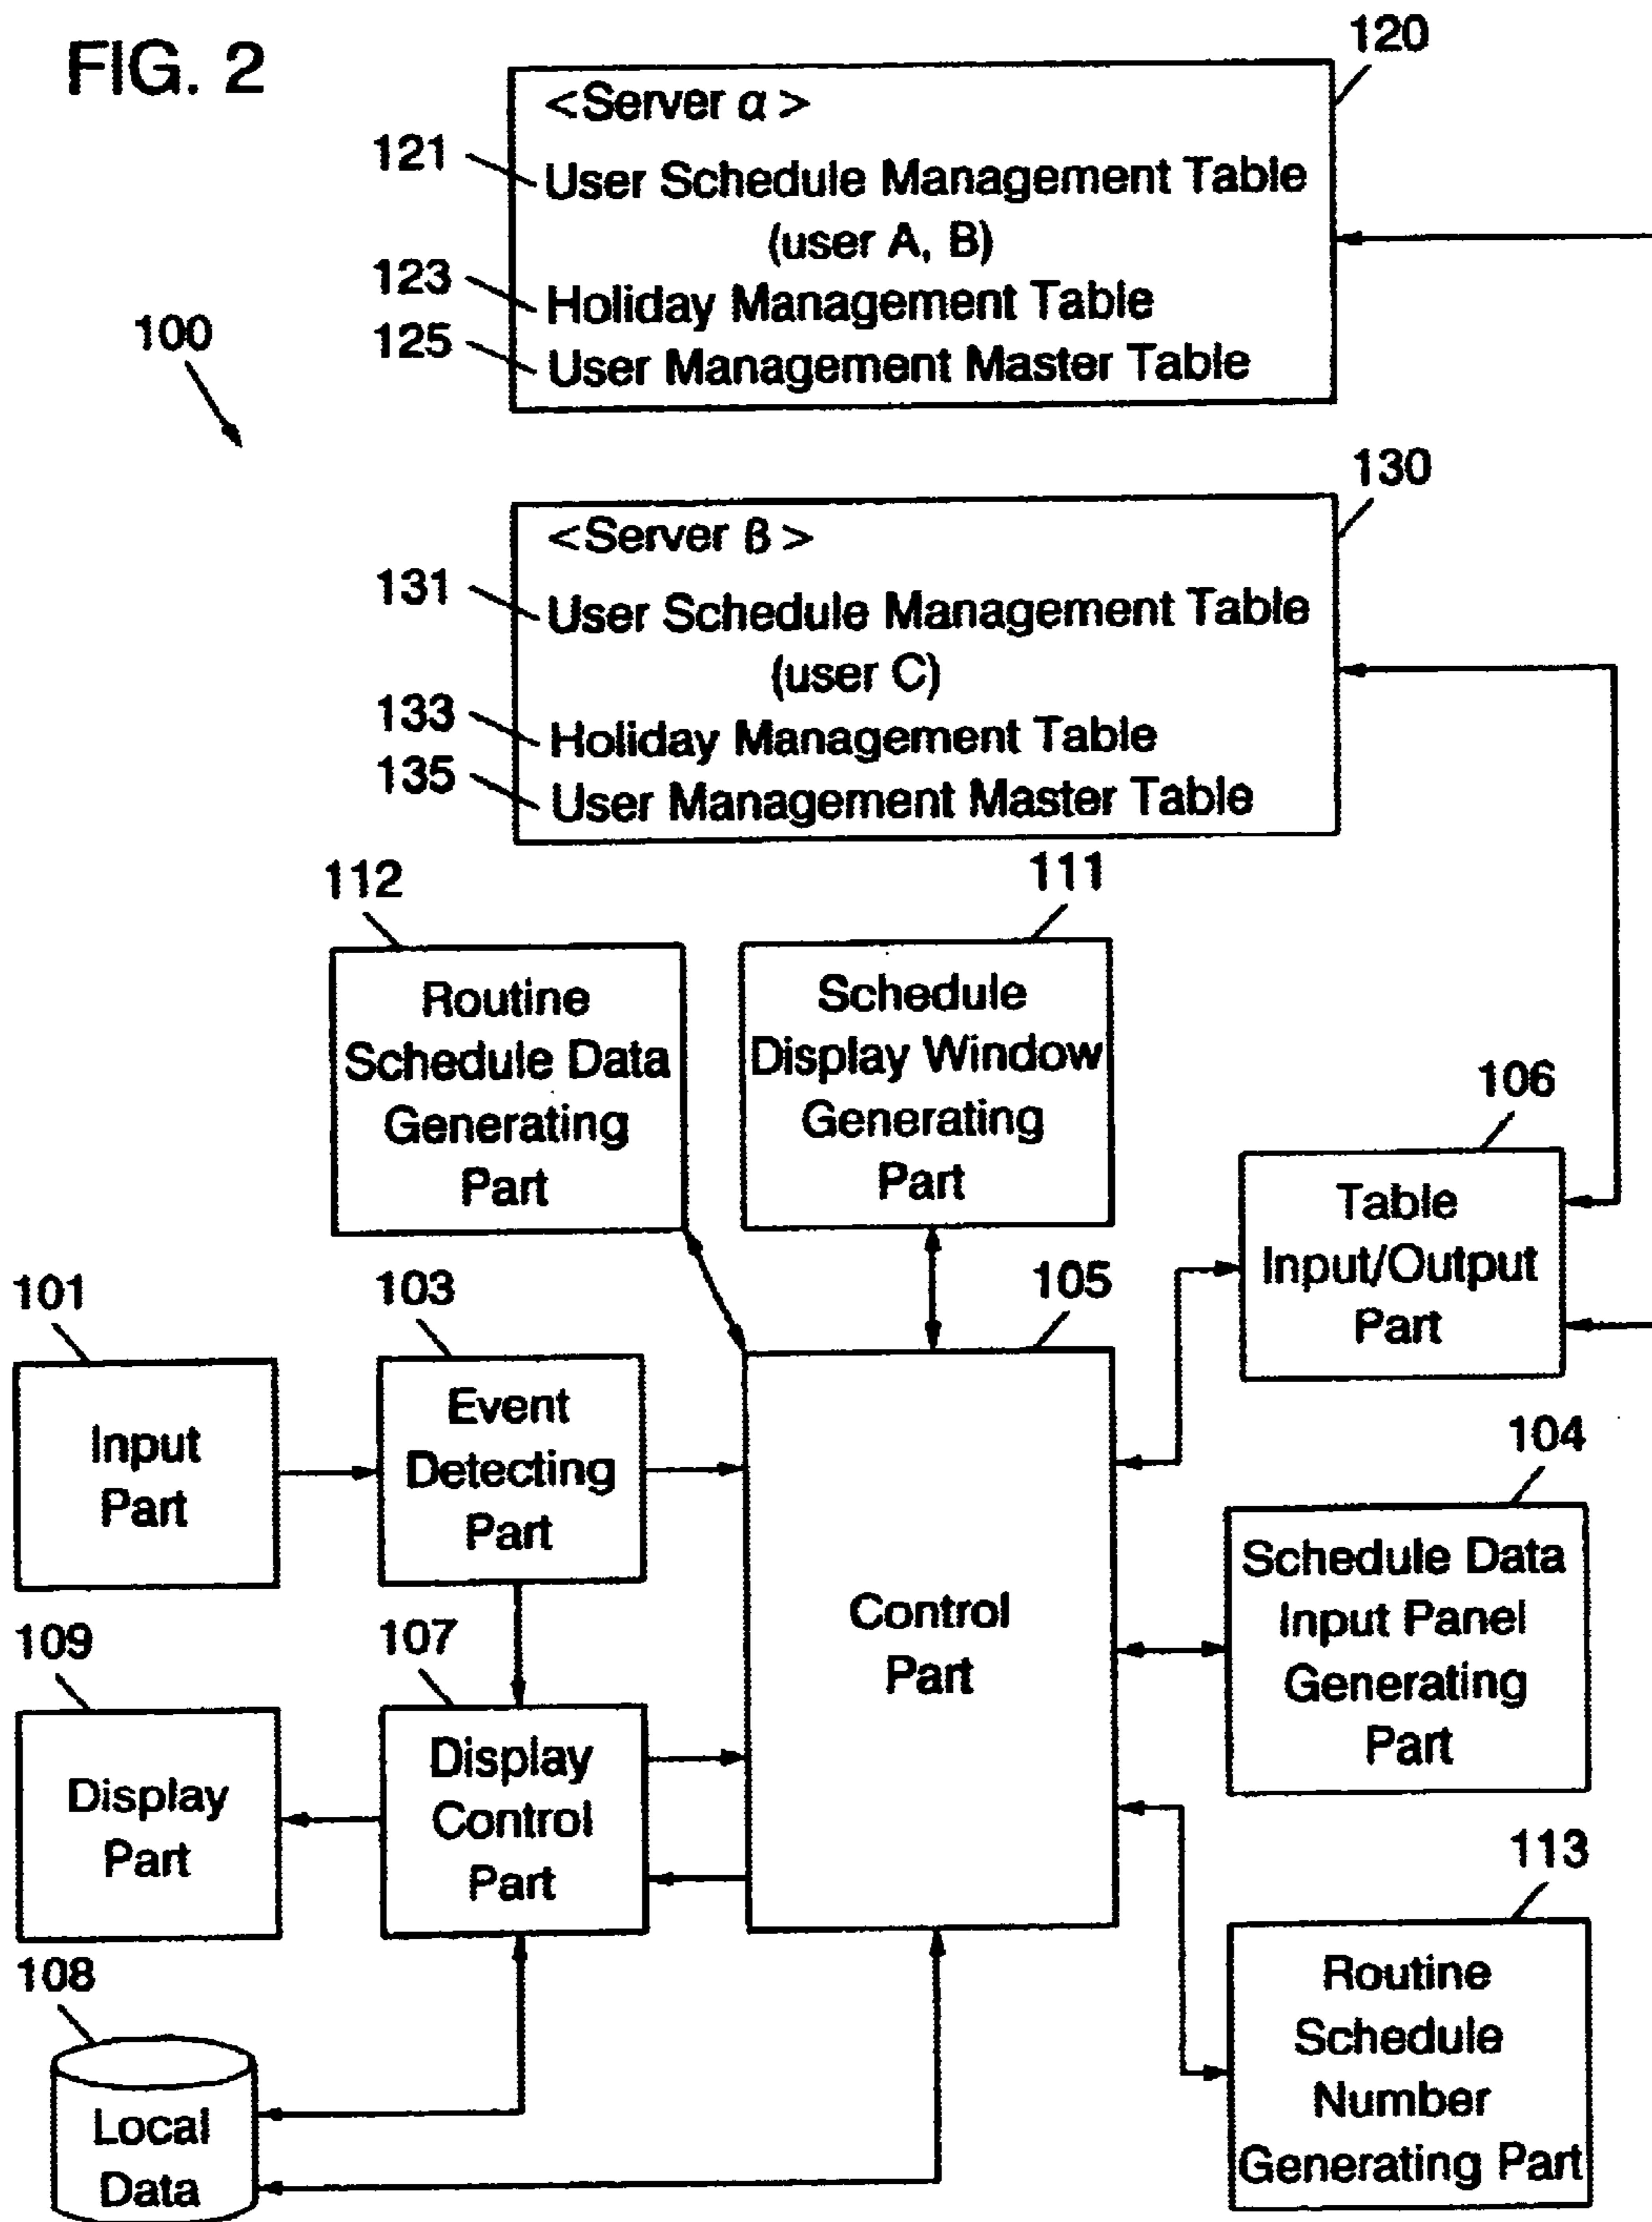 FIG. 2
120
<Server α>
121
User Schedule Management Table
(user A, B)
123
Holiday Management Table
125
User Management Master Table
100
130
<Server β>
131
User Schedule Management Table
(user C)
133
Holiday Management Table
135
User Management Master Table
112
Routine
Schedule Data
Generating
Part
111
Schedule
Display Window
Generating
Part
106
Table
Input/Output
Part
101
Input
Part
103
Event
Detecting
Part
105
Control
Part
104
Schedule Data
Input Panel
Generating
Part
109
Display
Part
107
Display
Control
Part
113
Routine
Schedule
Number
Generating Part
108
Local
Data